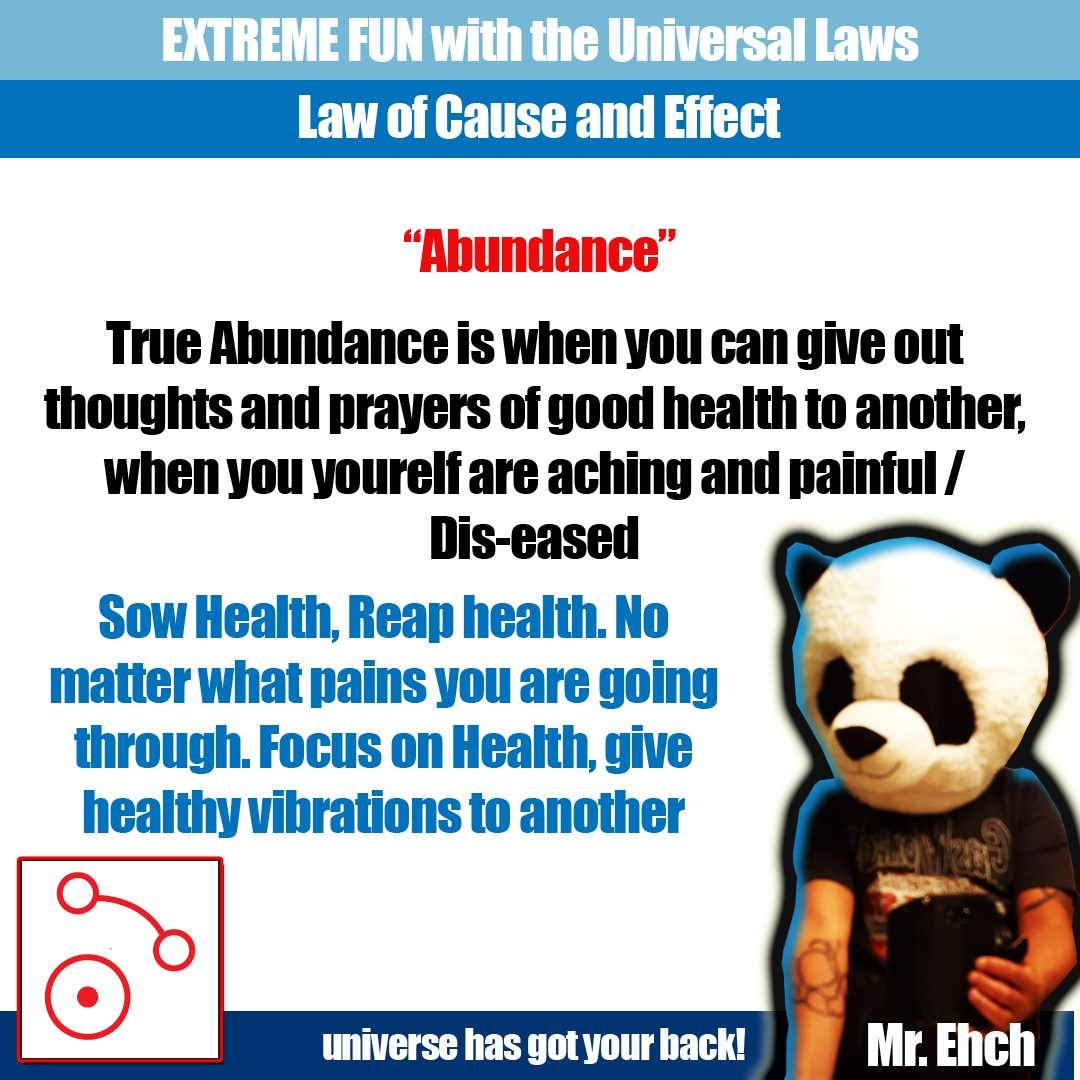 EXTREME FUN with the Universal Laws
Law of Cause and Effect
“Abundance”
True Abundance is when you can give out
thoughts and prayers of good health to another,
when you yourelf are aching and painful /
Dis-eased
Sow Health, Reap health. No
matter what pains you are going
through. Focus on Health, give
healthy vibrations to another
universe has got your back!
Mr. Ehch